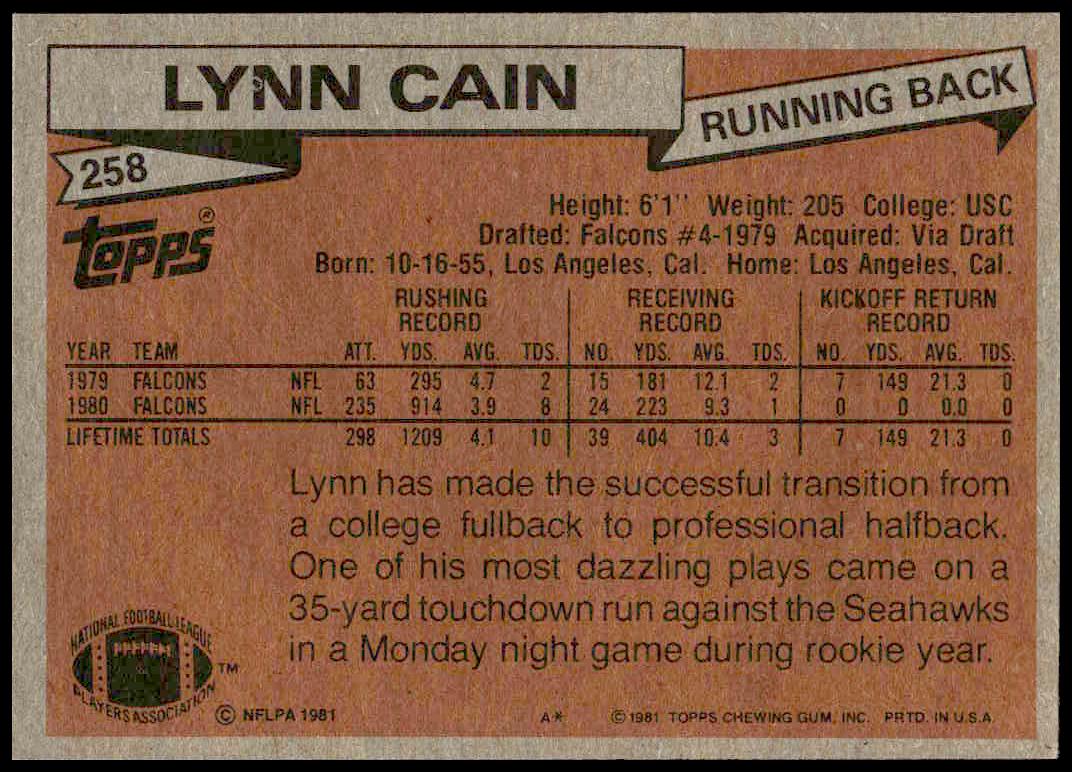 LYNN CAIN
RUNNING BACK
258
TOPPS®
Height: 6'1'' Weight: 205 College: USC
Drafted: Falcons #4-1979 Acquired: Via Draft
Born: 10-16-55, Los Angeles, Cal. Home: Los Angeles, Cal.
RUSHING RECORD RECEIVING RECORD KICKOFF RETURN RECORD
YEAR TEAM ATT. YDS. AVG. TDS. NO. YDS. AVG. TDS. NO. YDS. AVG. TDS.
1979 FALCONS NFL 63 295 4.7 2 15 181 12.1 2 7 149 21.3 0
1980 FALCONS NFL 235 914 3.9 8 24 223 9.3 1 0 0 0.0 0
LIFETIME TOTALS 298 1209 4.1 10 39 404 10.4 3 7 149 21.3 0
Lynn has made the successful transition from
a college fullback to professional halfback.
One of his most dazzling plays came on a
35-yard touchdown run against the Seahawks
in a Monday night game during rookie year.
NATIONAL FOOTBALL LEAGUE
PLAYERS ASSOCIATION
TM
© NFLPA 1981 A* © 1981 TOPPS CHEWING GUM, INC. PRTD. IN U.S.A.